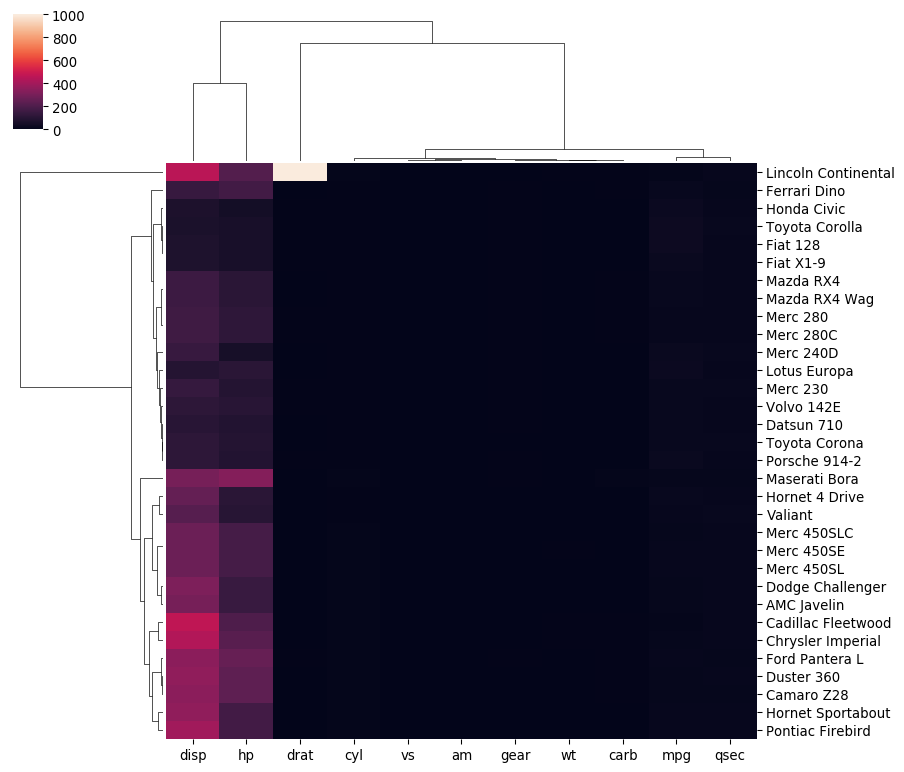 1000
800
600
400
200
0
Lincoln Continental
Ferrari Dino
Honda Civic
Toyota Corolla
Fiat 128
Fiat X1-9
Mazda RX4
Mazda RX4 Wag
Merc 280
Merc 280C
Merc 240D
Lotus Europa
Merc 230
Volvo 142E
Datsun 710
Toyota Corona
Porsche 914-2
Maserati Bora
Hornet 4 Drive
Valiant
Merc 450SLC
Merc 450SE
Merc 450SL
Dodge Challenger
AMC Javelin
Cadillac Fleetwood
Chrysler Imperial
Ford Pantera L
Duster 360
Camaro Z28
Hornet Sportabout
Pontiac Firebird
disp hp drat cyl vs am gear wt carb mpg qsec